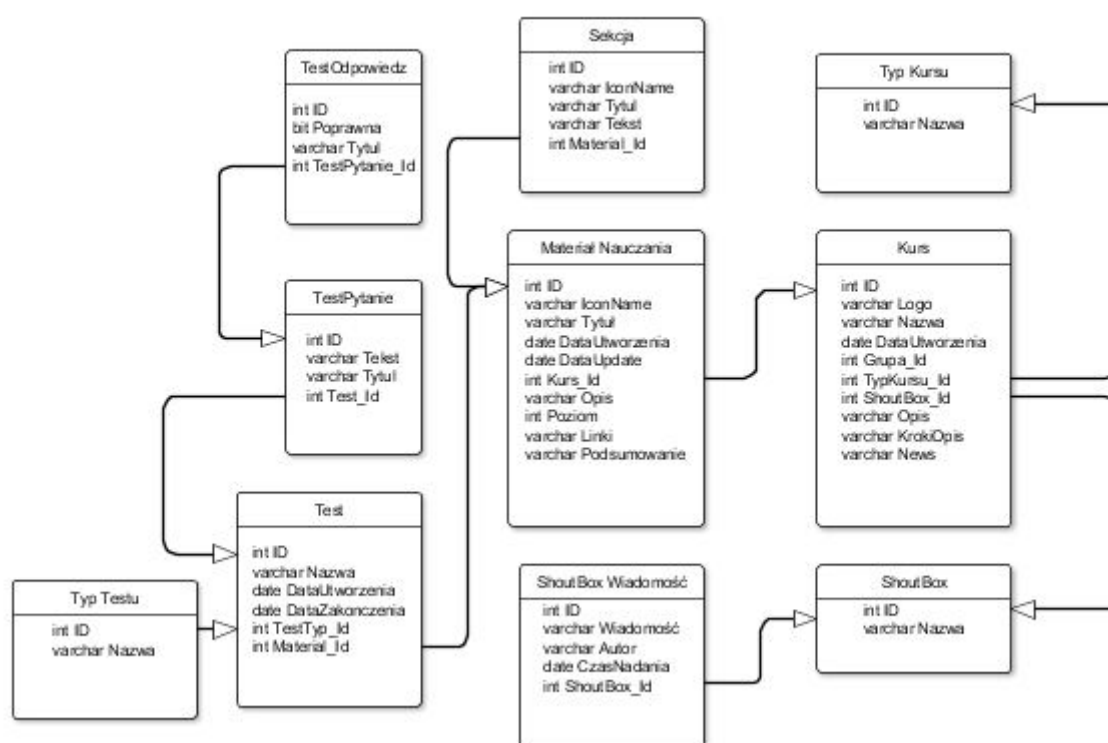 TestOdpowiedz
int ID
bit Poprawna
varchar Tytul
int TestPytanie_Id
Sekcja
int ID
varchar IconName
varchar Tytul
varchar Tekst
int Material_Id
Typ Kursu
int ID
varchar Nazwa
TestPytanie
int ID
varchar Tekst
varchar Tytul
int Test_Id
Materiał Nauczania
int ID
varchar IconName
varchar Tytuł
date DataUtworzenia
date DataUpdate
int Kurs_Id
varchar Opis
int Poziom
varchar Linki
varchar Podsumowanie
Kurs
int ID
varchar Logo
varchar Nazwa
date DataUtworzenia
int Grupa_Id
int TypKursu_Id
int ShoutBox_Id
varchar Opis
varchar KrokiOpis
varchar News
Typ Testu
int ID
varchar Nazwa
Test
int ID
varchar Nazwa
date DataUtworzenia
date DataZakonczenia
int TestTyp_Id
int Material_Id
ShoutBox Wiadomość
int ID
varchar Wiadomość
varchar Autor
date CzasNadania
int ShoutBox_Id
ShoutBox
int ID
varchar Nazwa